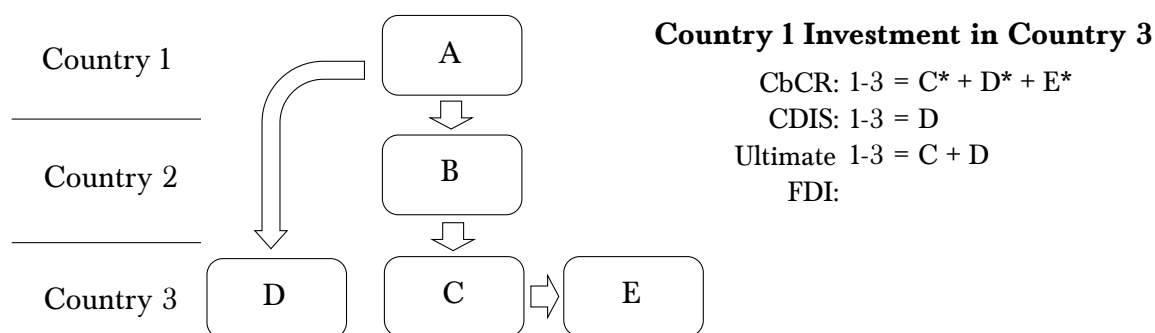 Country 1
A
Country 1 Investment in Country 3
CbCR: 1-3 = C* + D* + E*
CDIS: 1-3 = D
Ultimate 1-3 = C + D
FDI:
Country 2
B
Country 3
D
C
E